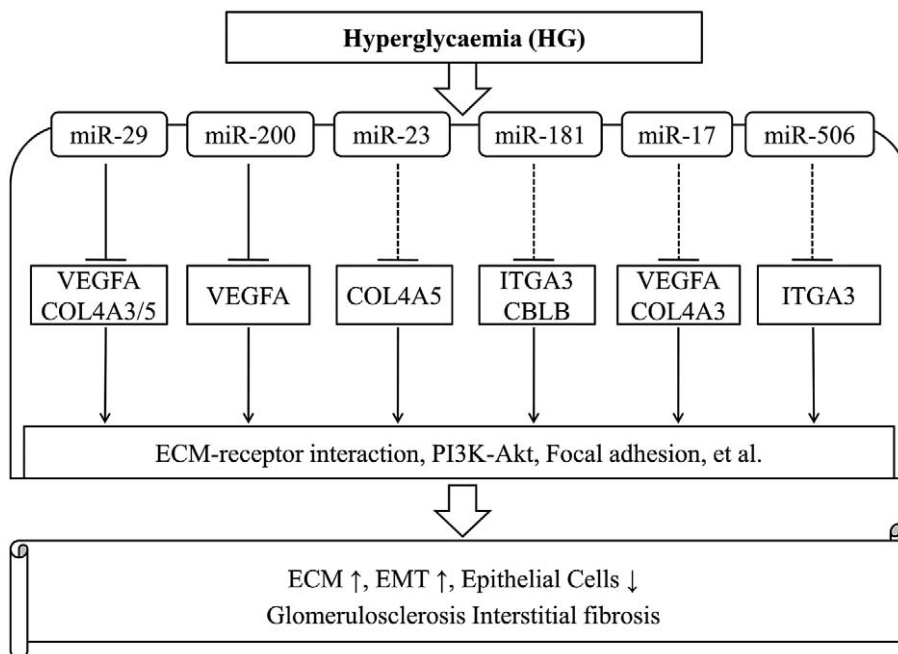 Hyperglycaemia (HG)
miR-29
miR-200
miR-23
miR-181
miR-17
miR-506
VEGFA
COL4A3/5
VEGFA
COL4A5
ITGA3
CBLB
VEGFA
COL4A3
ITGA3
ECM-receptor interaction, PI3K-Akt, Focal adhesion, et al.
ECM ↑, EMT ↑, Epithelial Cells ↓
Glomerulosclerosis Interstitial fibrosis